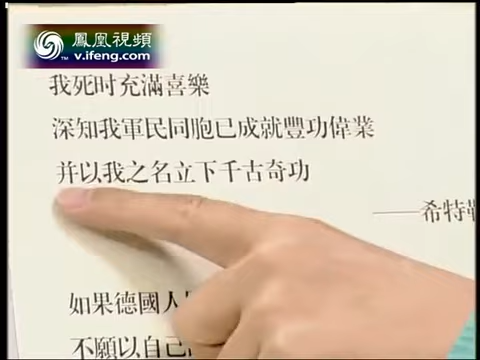 鳳凰視頻
v.ifeng.com
我死时充滿喜樂
深知我軍民同胞已成就豐功偉業
并以我之名立下千古奇功
——希特
如果德國人
不願以自己